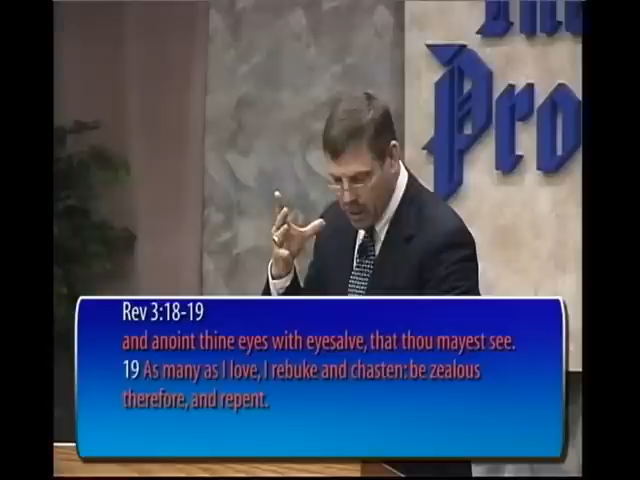 The
Pro
Rev 3:18-19
and anoint thine eyes with eyesalve, that thou mayest see.
19 As many as I love, I rebuke and chasten: be zealous
therefore, and repent.